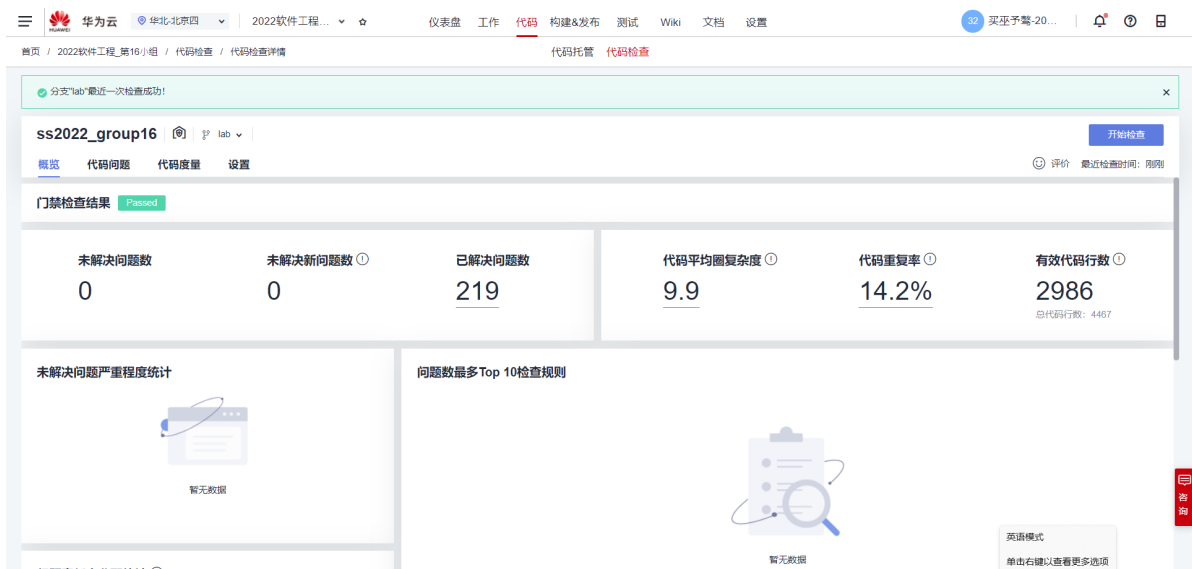 HUAWEI 华为云 华北-北京四 2022软件工程... 仪表盘 工作 代码 构建&发布 测试 Wiki 文档 设置 32 买巫予骜-20...
首页 / 2022软件工程_第16小组 / 代码检查 / 代码检查详情 代码托管 代码检查
分支"lab"最近一次检查成功!
ss2022_group16 lab 开始检查
概览 代码问题 代码度量 设置 评价 最近检查时间: 刚刚
门禁检查结果 Passed
未解决问题数 未解决新问题数 已解决问题数 代码平均圈复杂度 代码重复率 有效代码行数
0 0 219 9.9 14.2% 2986
总代码行数: 4467
未解决问题严重程度统计 问题数最多Top 10检查规则
暂无数据
咨询
英语模式
暂无数据
单击右键以查看更多选项